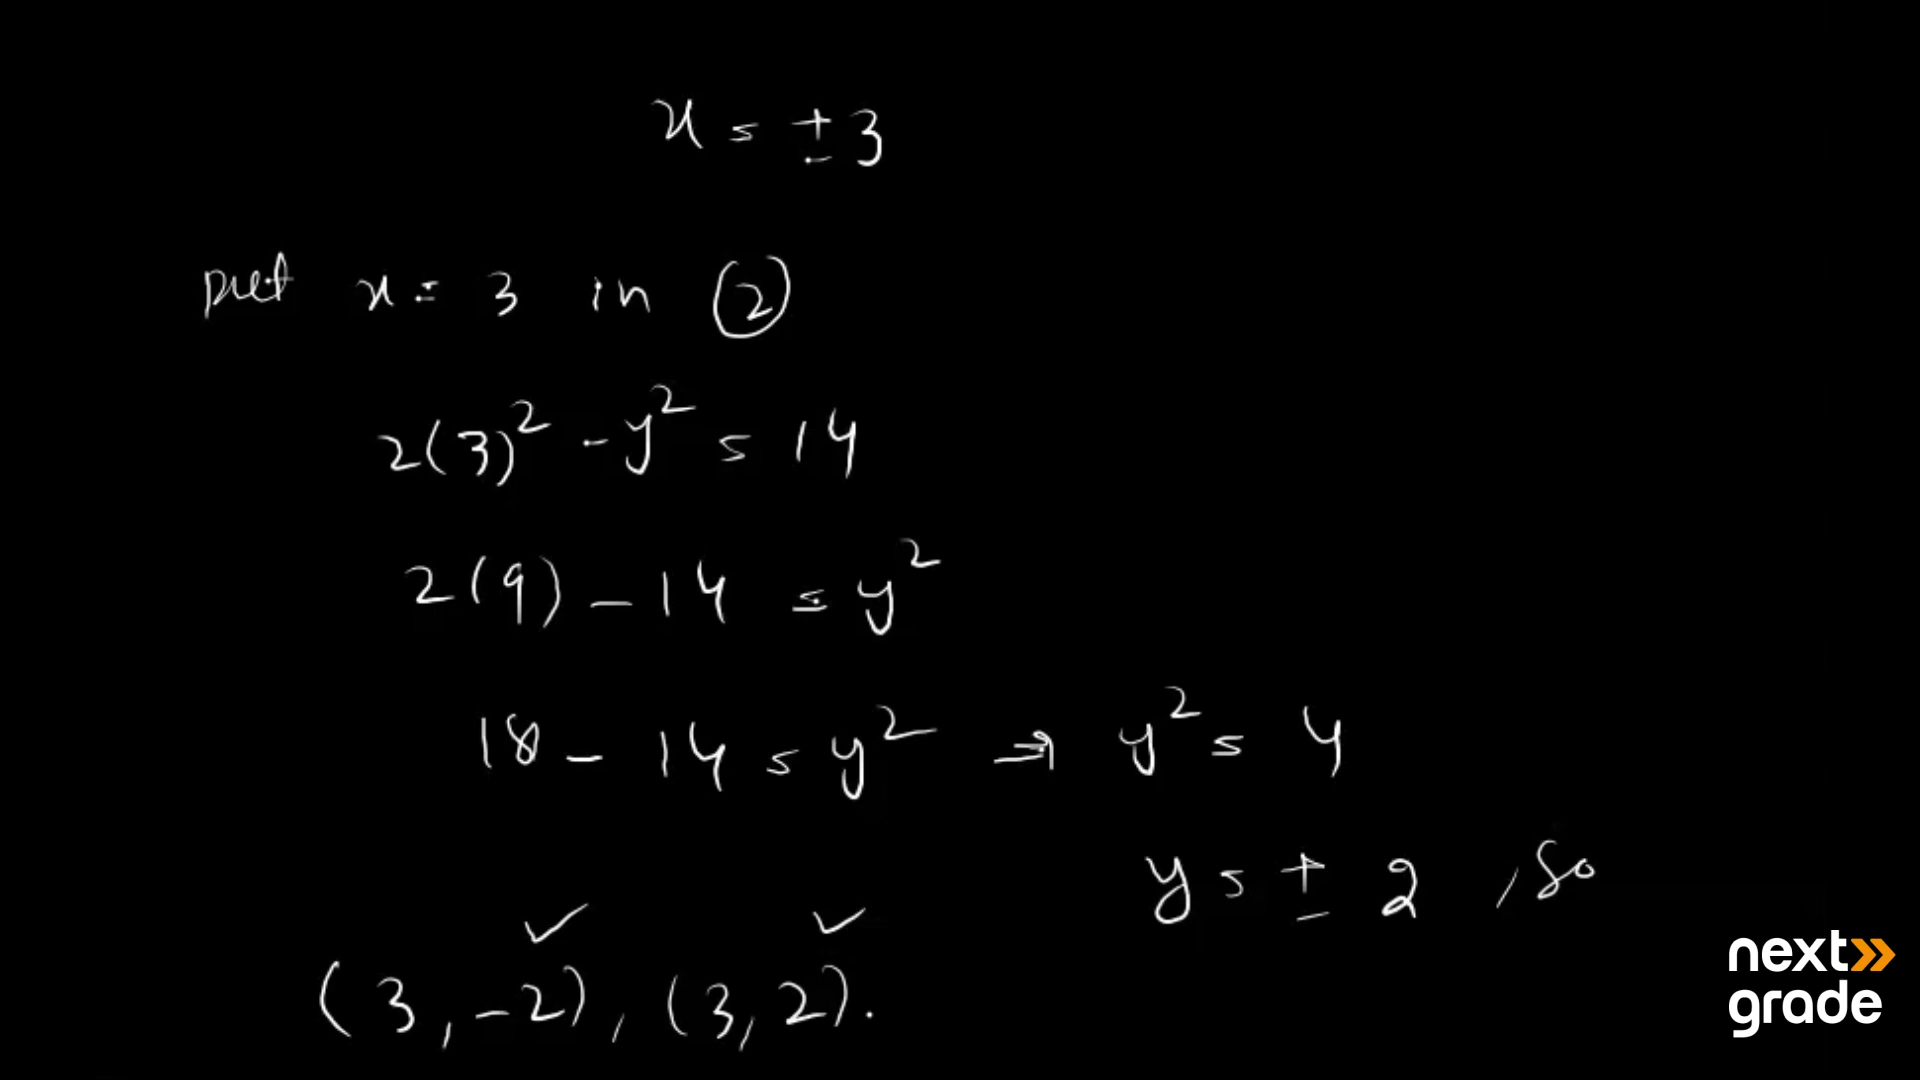 x = ± 3
put x = 3 in ②
2(3)² - y² = 14
2(9) - 14 = y²
18 - 14 = y² → y² = 4
y = ± 2 , so
(3, -2), (3, 2).
next
grade